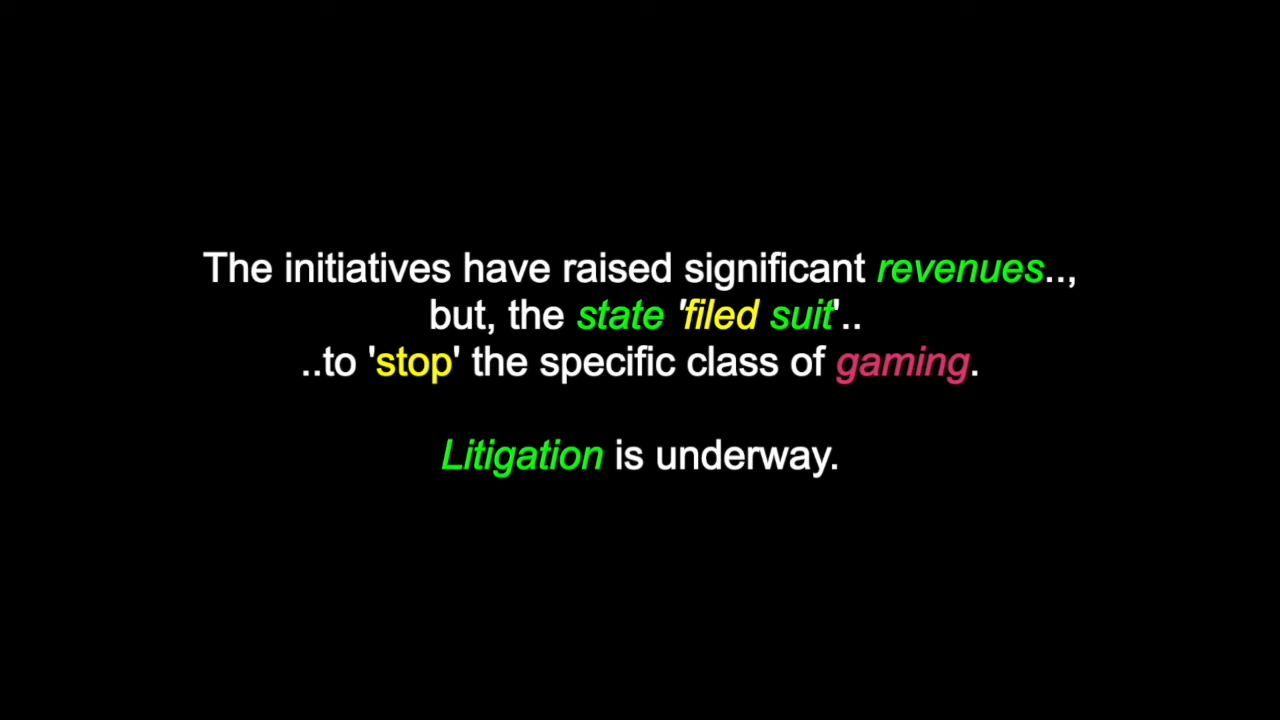 The initiatives have raised significant revenues..,
but, the state 'filed suit'..
..to 'stop' the specific class of gaming.
Litigation is underway.